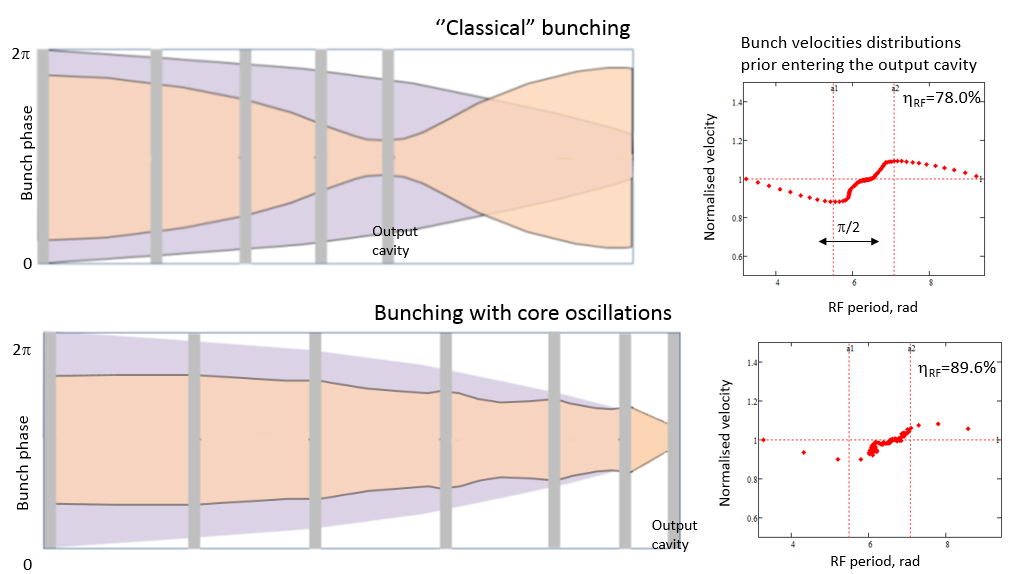 ‘’Classical” bunching
2π
Bunch phase
0
Output
cavity
Bunch velocities distributions
prior entering the output cavity
a1
a2
ηRF=78.0%
1.4
1.2
1
0.8
0.6
Normalised velocity
π/2
4
6
8
RF period, rad
Bunching with core oscillations
2π
Bunch phase
0
Output
cavity
a1
a2
ηRF=89.6%
1.4
1.2
1
0.8
0.6
Normalised velocity
4
6
8
RF period, rad